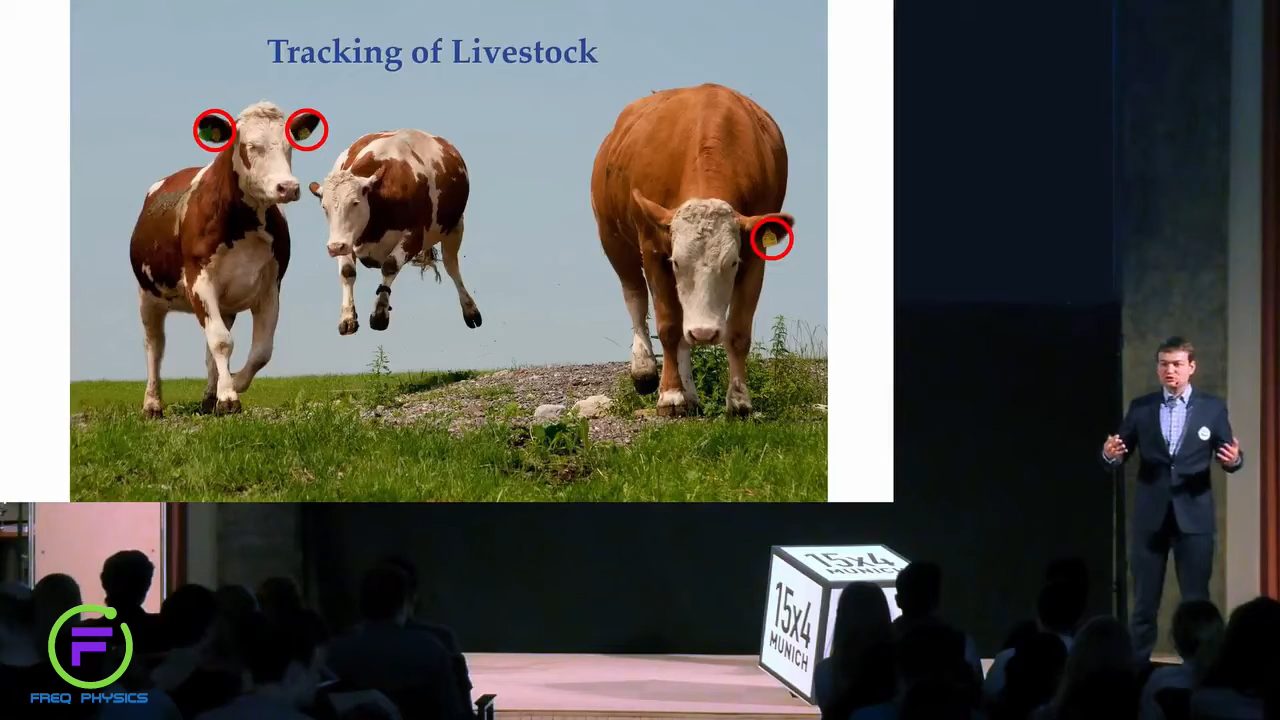 Tracking of Livestock
15x4
MUNICH
15x4
MUNICH
F
FREQ PHYSICS